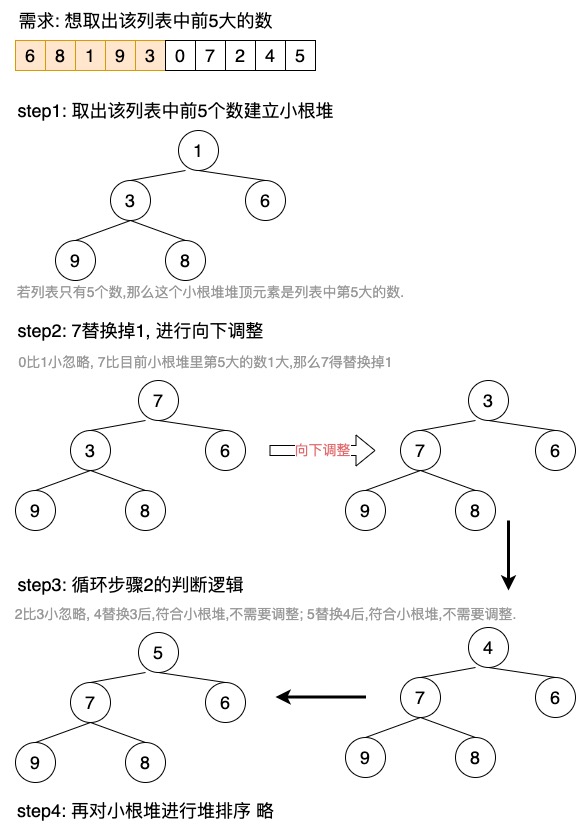 需求: 想取出该列表中前5大的数
6 8 1 9 3 0 7 2 4 5
step1: 取出该列表中前5个数建立小根堆
1
3 6
9 8
若列表只有5个数,那么这个小根堆堆顶元素是列表中第5大的数.
step2: 7替换掉1, 进行向下调整
0比1小忽略, 7比目前小根堆里第5大的数1大,那么7得替换掉1
7 3
3 6 向下调整 7 6
9 8 9 8
step3: 循环步骤2的判断逻辑
2比3小忽略, 4替换3后,符合小根堆,不需要调整; 5替换4后,符合小根堆,不需要调整.
5 4
7 6 7 6
9 8 9 8
step4: 再对小根堆进行堆排序 略